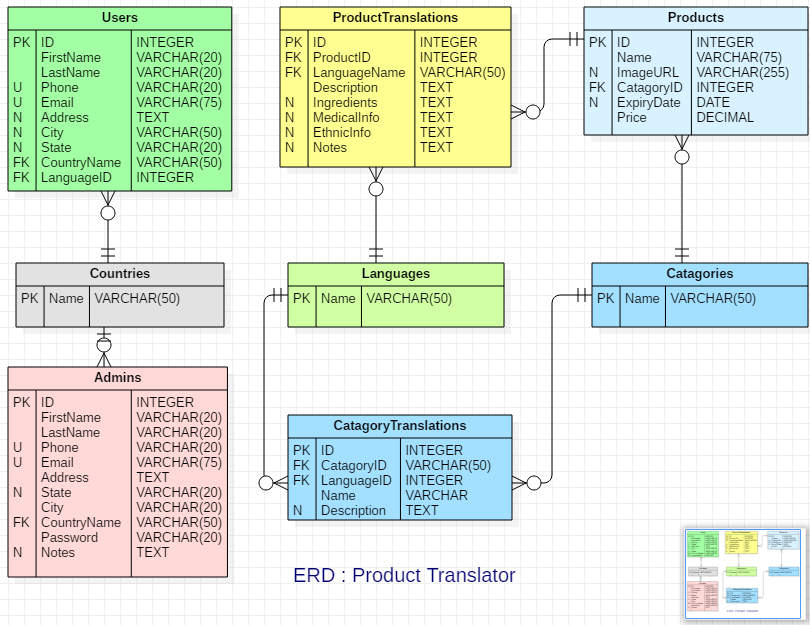 Users
PK ID INTEGER
FirstName VARCHAR(20)
LastName VARCHAR(20)
U Phone VARCHAR(20)
U Email VARCHAR(75)
N Address TEXT
N City VARCHAR(50)
N State VARCHAR(20)
FK CountryName VARCHAR(50)
FK LanguageID INTEGER
ProductTranslations
PK ID INTEGER
FK ProductID INTEGER
FK LanguageName VARCHAR(50)
Description TEXT
N Ingredients TEXT
N MedicalInfo TEXT
N EthnicInfo TEXT
N Notes TEXT
Products
PK ID INTEGER
Name VARCHAR(75)
N ImageURL VARCHAR(255)
FK CatagoryID INTEGER
N ExpiryDate DATE
Price DECIMAL
Countries
PK Name VARCHAR(50)
Languages
PK Name VARCHAR(50)
Catagories
PK Name VARCHAR(50)
Admins
PK ID INTEGER
FirstName VARCHAR(20)
LastName VARCHAR(20)
U Phone VARCHAR(20)
U Email VARCHAR(75)
Address TEXT
N State VARCHAR(20)
City VARCHAR(20)
FK CountryName VARCHAR(50)
Password VARCHAR(20)
N Notes TEXT
CatagoryTranslations
PK ID INTEGER
FK CatagoryID VARCHAR(50)
FK LanguageID INTEGER
Name VARCHAR
N Description TEXT
ERD : Product Translator